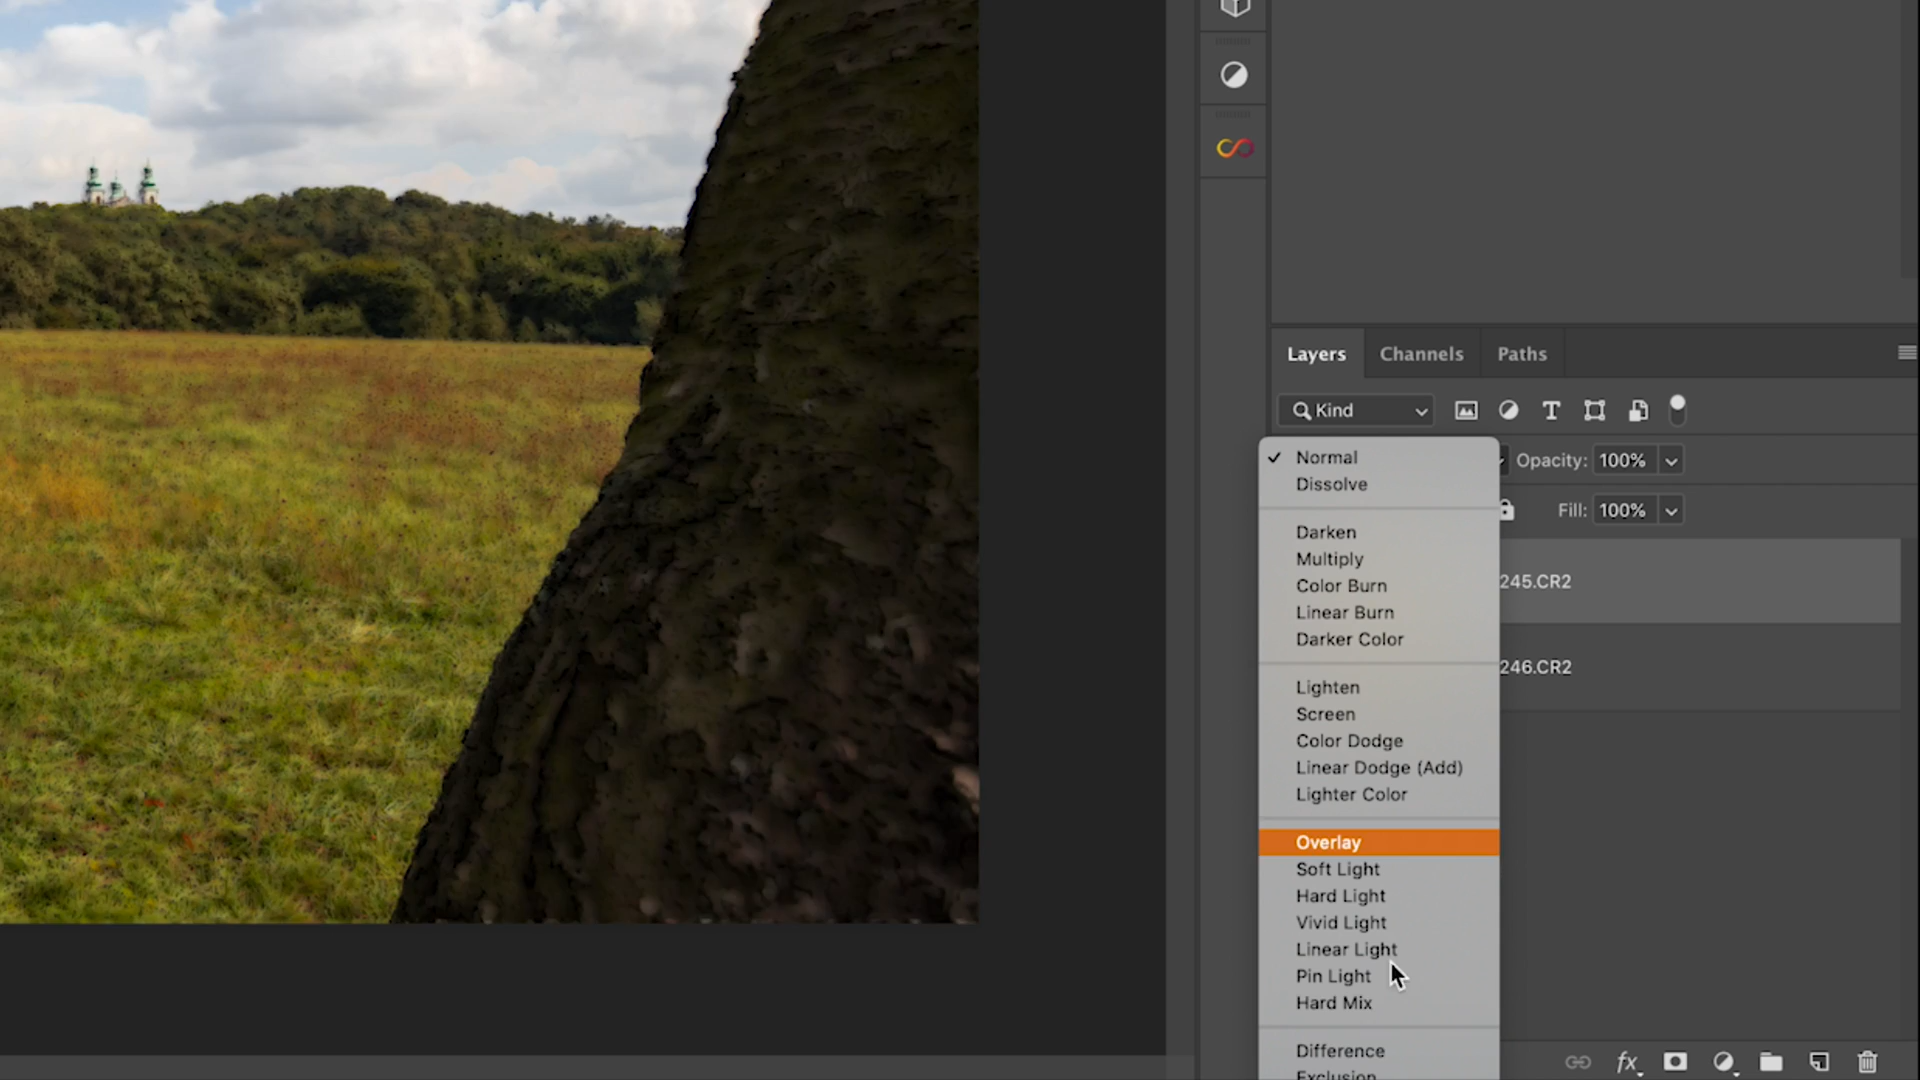 Layers Channels Paths
Kind T
Normal
Opacity: 100%
Dissolve
Fill: 100%
Darken
Multiply
245.CR2
Color Burn
Linear Burn
Darker Color
246.CR2
Lighten
Screen
Color Dodge
Linear Dodge (Add)
Lighter Color
Overlay
Soft Light
Hard Light
Vivid Light
Linear Light
Pin Light
Hard Mix
Difference
Exclusion
fx